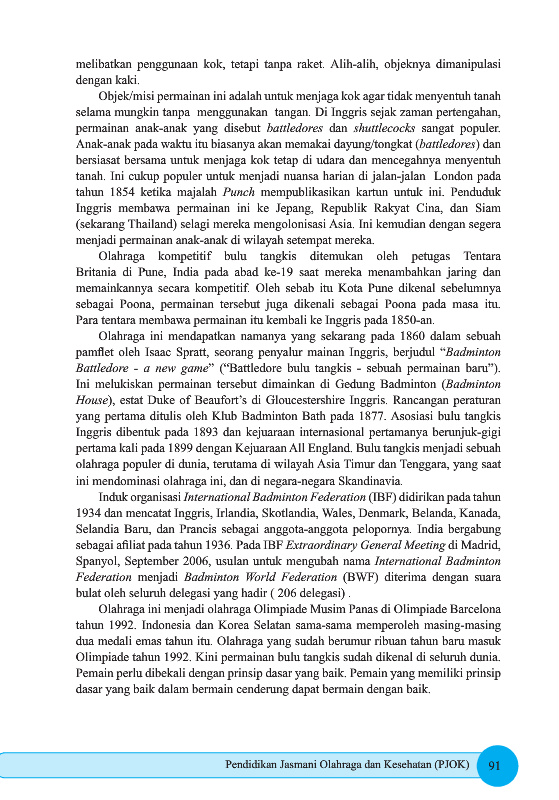 melibatkan penggunaan kok, tetapi tanpa raket. Alih-alih, objeknya dimanipulasi
dengan kaki.
Objek/misi permainan ini adalah untuk menjaga kok agar tidak menyentuh tanah
selama mungkin tanpa menggunakan tangan. Di Inggris sejak zaman pertengahan,
permainan anak-anak yang disebut battledores dan shuttlecocks sangat populer.
Anak-anak pada waktu itu biasanya akan memakai dayung/tongkat (battledores) dan
bersiasat bersama untuk menjaga kok tetap di udara dan mencegahnya menyentuh
tanah. Ini cukup populer untuk menjadi nuansa harian di jalan-jalan London pada
tahun 1854 ketika majalah Punch mempublikasikan kartun untuk ini. Penduduk
Inggris membawa permainan ini ke Jepang, Republik Rakyat Cina, dan Siam
(sekarang Thailand) selagi mereka mengolonisasi Asia. Ini kemudian dengan segera
menjadi permainan anak-anak di wilayah setempat mereka.
Olahraga kompetitif bulu tangkis ditemukan oleh petugas Tentara
Britania di Pune, India pada abad ke-19 saat mereka menambahkan jaring dan
memainkannya secara kompetitif. Oleh sebab itu Kota Pune dikenal sebelumnya
sebagai Poona, permainan tersebut juga dikenali sebagai Poona pada masa itu.
Para tentara membawa permainan itu kembali ke Inggris pada 1850-an.
Olahraga ini mendapatkan namanya yang sekarang pada 1860 dalam sebuah
pamflet oleh Isaac Spratt, seorang penyalur mainan Inggris, berjudul “Badminton
Battledore - a new game” (“Battledore bulu tangkis - sebuah permainan baru”).
Ini melukiskan permainan tersebut dimainkan di Gedung Badminton (Badminton
House), estat Duke of Beaufort’s di Gloucestershire Inggris. Rancangan peraturan
yang pertama ditulis oleh Klub Badminton Bath pada 1877. Asosiasi bulu tangkis
Inggris dibentuk pada 1893 dan kejuaraan internasional pertamanya berunjuk-gigi
pertama kali pada 1899 dengan Kejuaraan All England. Bulu tangkis menjadi sebuah
olahraga populer di dunia, terutama di wilayah Asia Timur dan Tenggara, yang saat
ini mendominasi olahraga ini, dan di negara-negara Skandinavia.
Induk organisasi International Badminton Federation (IBF) didirikan pada tahun
1934 dan mencatat Inggris, Irlandia, Skotlandia, Wales, Denmark, Belanda, Kanada,
Selandia Baru, dan Prancis sebagai anggota-anggota pelopornya. India bergabung
sebagai afiliat pada tahun 1936. Pada IBF Extraordinary General Meeting di Madrid,
Spanyol, September 2006, usulan untuk mengubah nama International Badminton
Federation menjadi Badminton World Federation (BWF) diterima dengan suara
bulat oleh seluruh delegasi yang hadir ( 206 delegasi) .
Olahraga ini menjadi olahraga Olimpiade Musim Panas di Olimpiade Barcelona
tahun 1992. Indonesia dan Korea Selatan sama-sama memperoleh masing-masing
dua medali emas tahun itu. Olahraga yang sudah berumur ribuan tahun baru masuk
Olimpiade tahun 1992. Kini permainan bulu tangkis sudah dikenal di seluruh dunia.
Pemain perlu dibekali dengan prinsip dasar yang baik. Pemain yang memiliki prinsip
dasar yang baik dalam bermain cenderung dapat bermain dengan baik.
Pendidikan Jasmani Olahraga dan Kesehatan (PJOK) 91